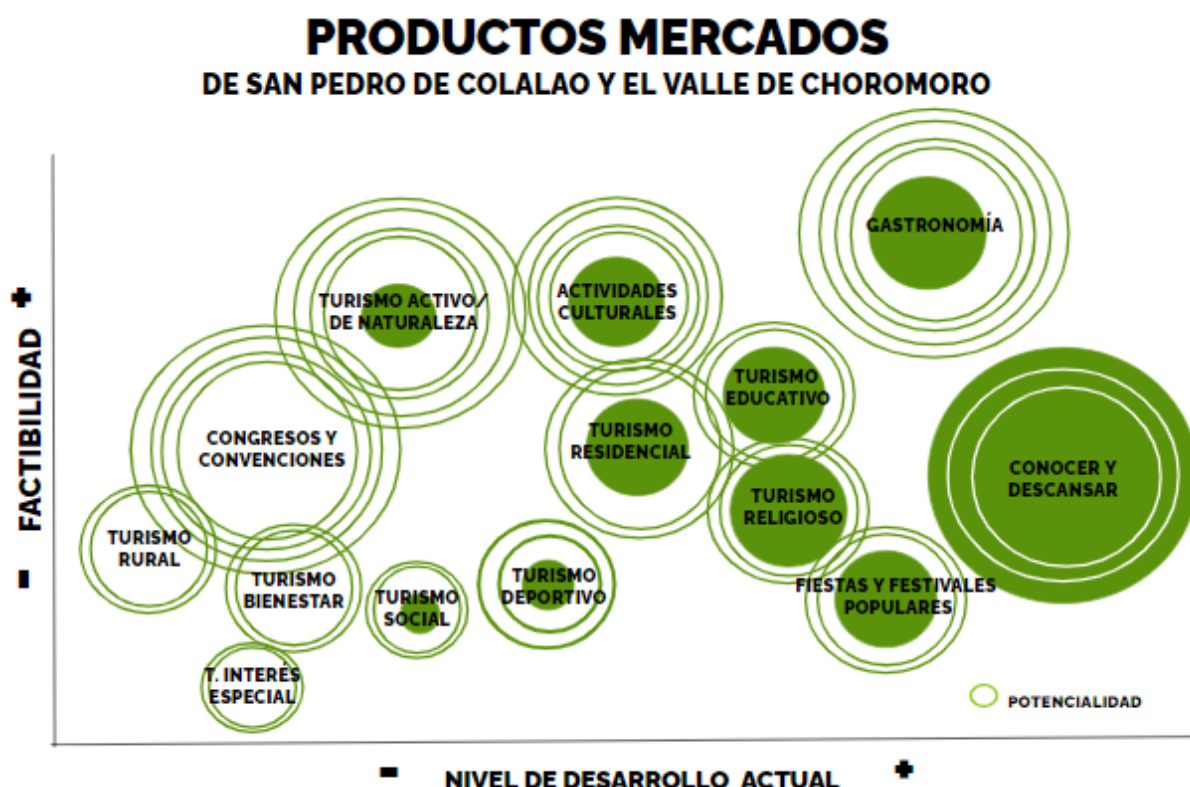 PRODUCTOS MERCADOS
DE SAN PEDRO DE COLALAO Y EL VALLE DE CHOROMORO
GASTRONOMÍA
TURISMO ACTIVO/
DE NATURALEZA
ACTIVIDADES
CULTURALES
TURISMO
EDUCATIVO
CONGRESOS Y
CONVENCIONES
TURISMO
RESIDENCIAL
CONOCER Y
DESCANSAR
TURISMO
RELIGIOSO
TURISMO
RURAL
TURISMO
BIENESTAR
TURISMO
SOCIAL
TURISMO
DEPORTIVO
FIESTAS Y FESTIVALES
POPULARES
T. INTERÉS
ESPECIAL
POTENCIALIDAD
- FACTIBILIDAD +
- NIVEL DE DESARROLLO ACTUAL +